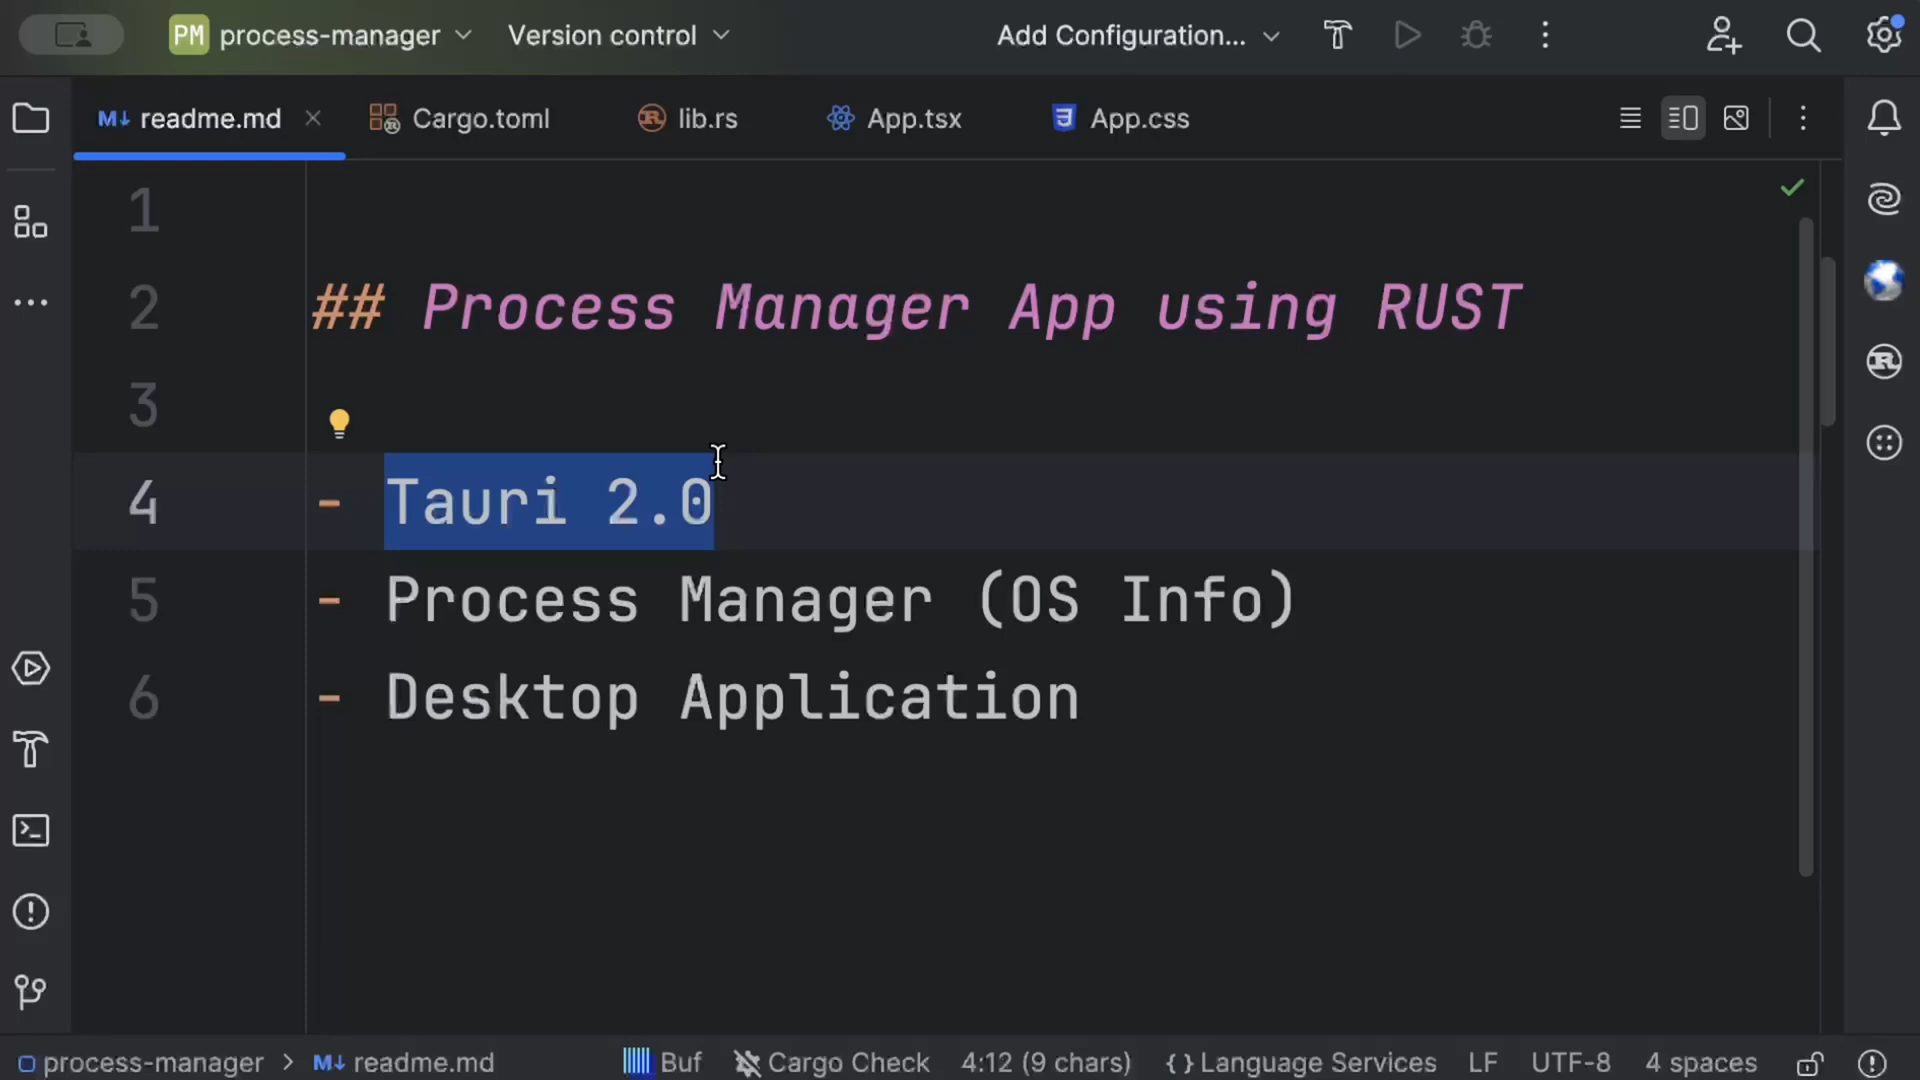 PM process-manager Version control Add Configuration...
readme.md Cargo.toml lib.rs App.tsx App.css
1
2 ## Process Manager App using RUST
3
4 - Tauri 2.0
5 - Process Manager (OS Info)
6 - Desktop Application
process-manager > M↓ readme.md Buf Cargo Check 4:12 (9 chars) {} Language Services LF UTF-8 4 spaces